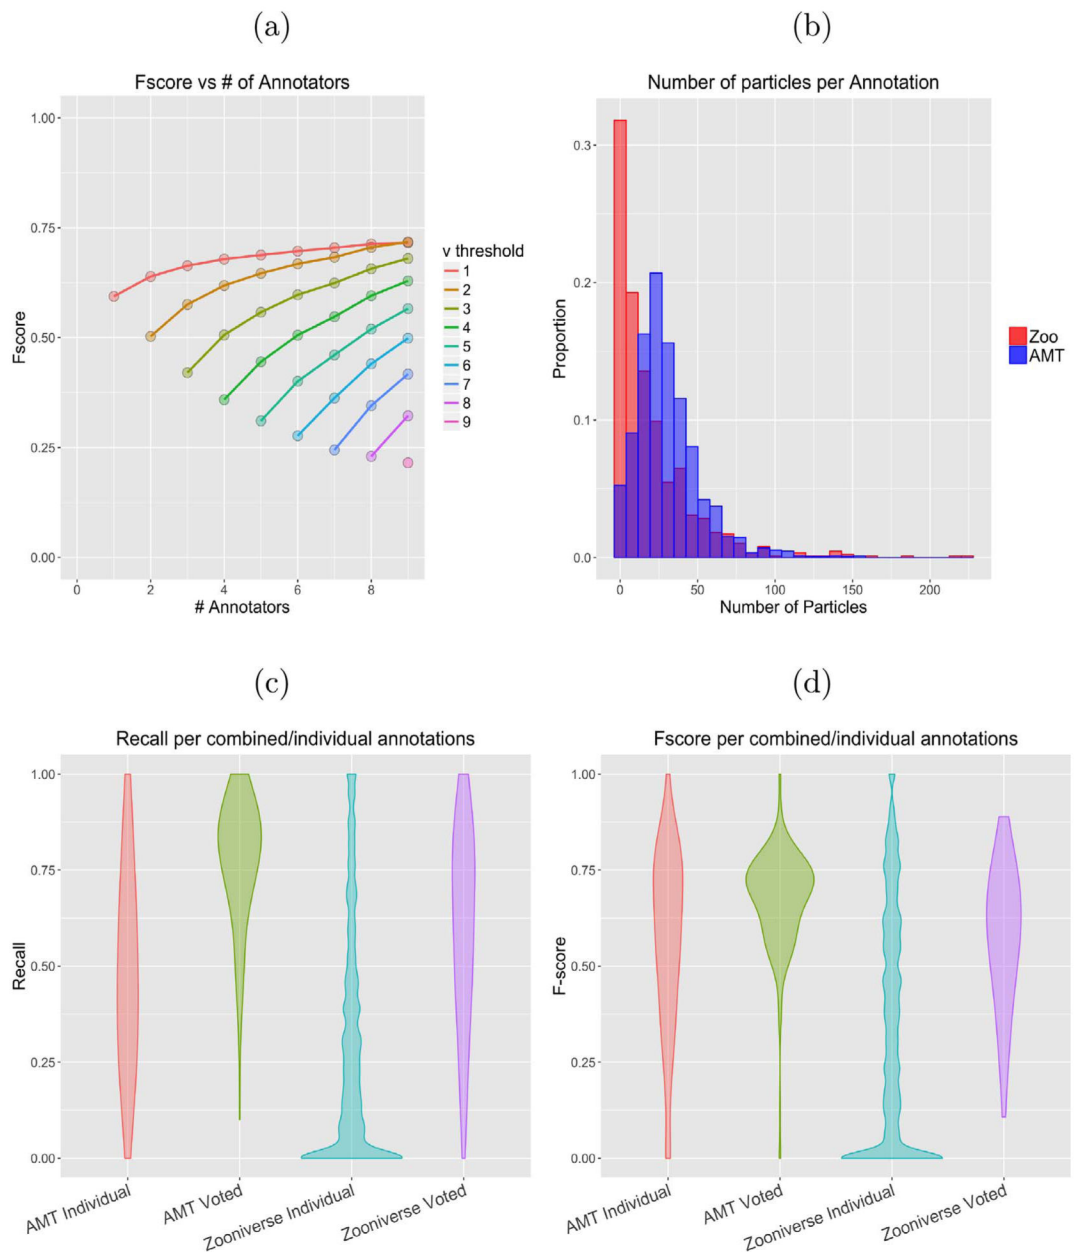 (a)
Fscore vs # of Annotators
1.00
0.75
0.50
0.25
0.00
Fscore
0 2 4 6 8
# Annotators
v threshold
1
2
3
4
5
6
7
8
9
(b)
Number of particles per Annotation
0.3
0.2
0.1
0.0
Proportion
0 50 100 150 200
Number of Particles
Zoo
AMT
(c)
Recall per combined/individual annotations
1.00
0.75
0.50
0.25
0.00
Recall
AMT Individual
AMT Voted
Zooniverse Individual
Zooniverse Voted
(d)
Fscore per combined/individual annotations
1.00
0.75
0.50
0.25
0.00
F-score
AMT Individual
AMT Voted
Zooniverse Individual
Zooniverse Voted